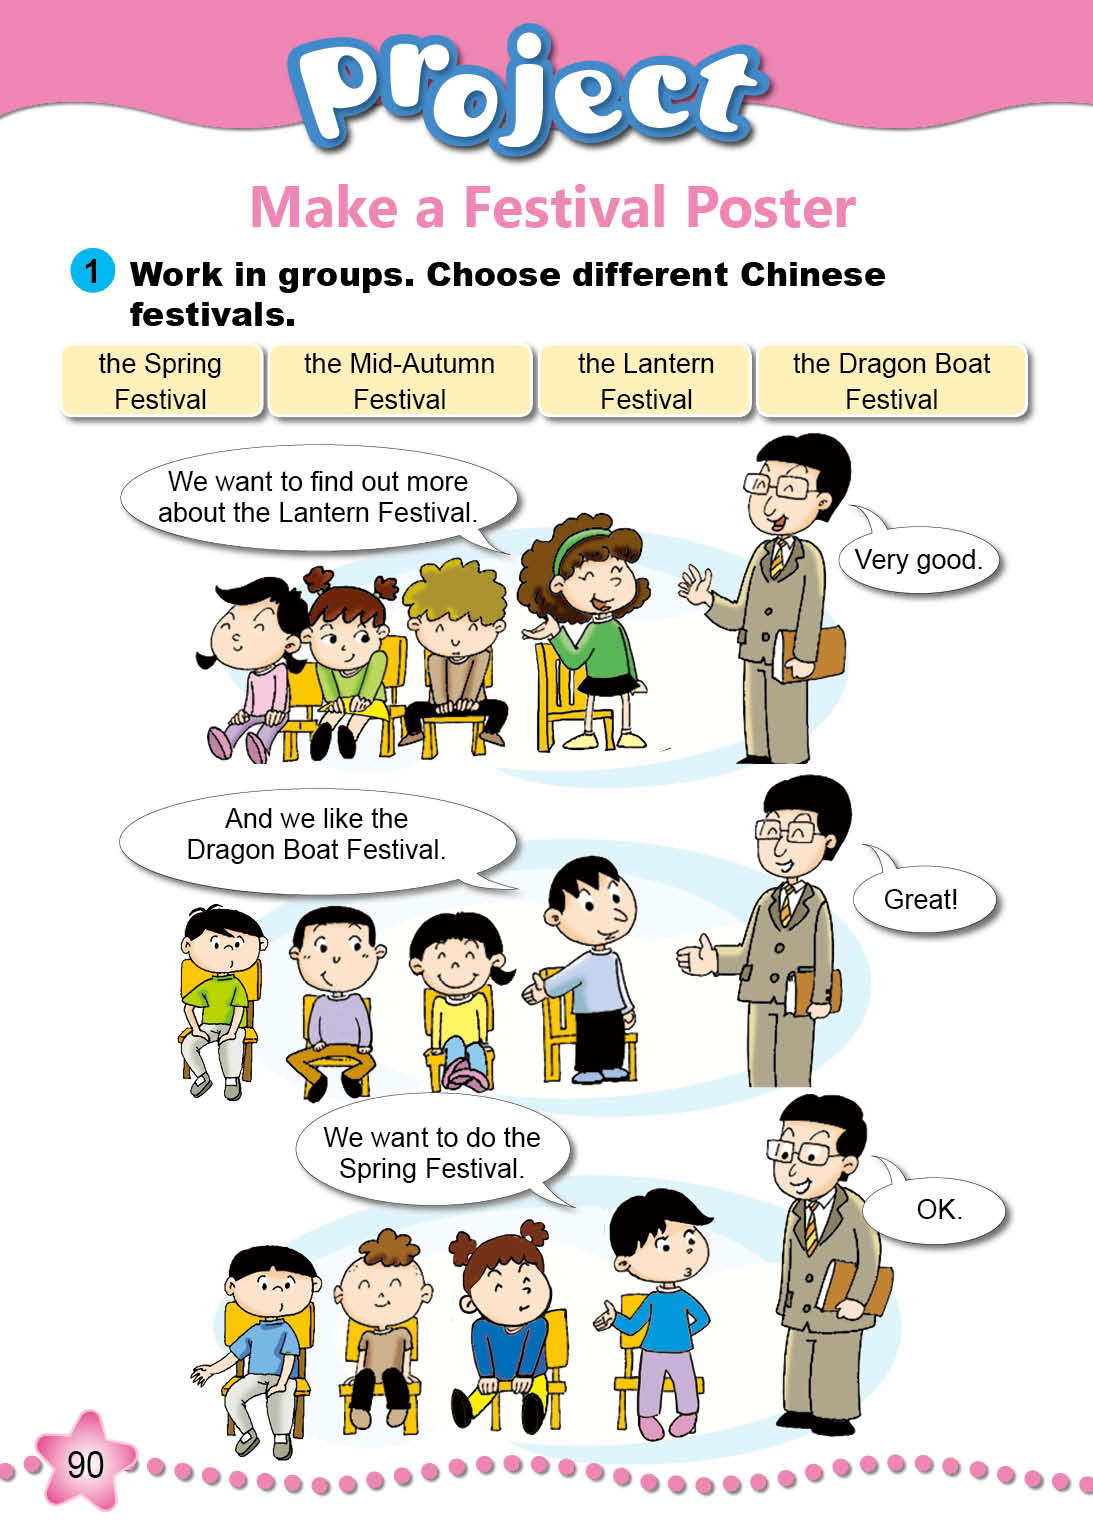 project
Make a Festival Poster
1 Work in groups. Choose different Chinese
festivals.
the Spring
Festival
the Mid-Autumn
Festival
the Lantern
Festival
the Dragon Boat
Festival
We want to find out more
about the Lantern Festival.
Very good.
And we like the
Dragon Boat Festival.
Great!
We want to do the
Spring Festival.
OK.
90